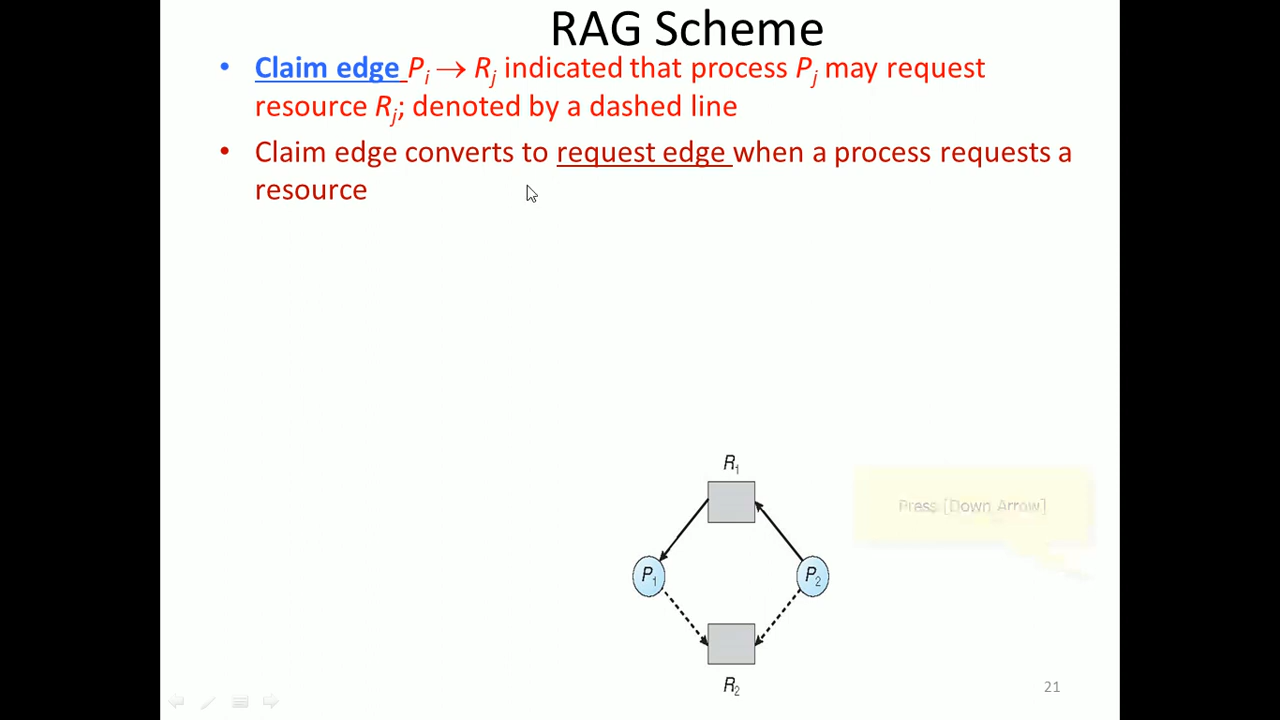 RAG Scheme
• Claim edge Pi → Rj indicated that process Pj may request
resource Rj; denoted by a dashed line
• Claim edge converts to request edge when a process requests a
resource
R1
Press [Down Arrow]
P1 P2
R2
21